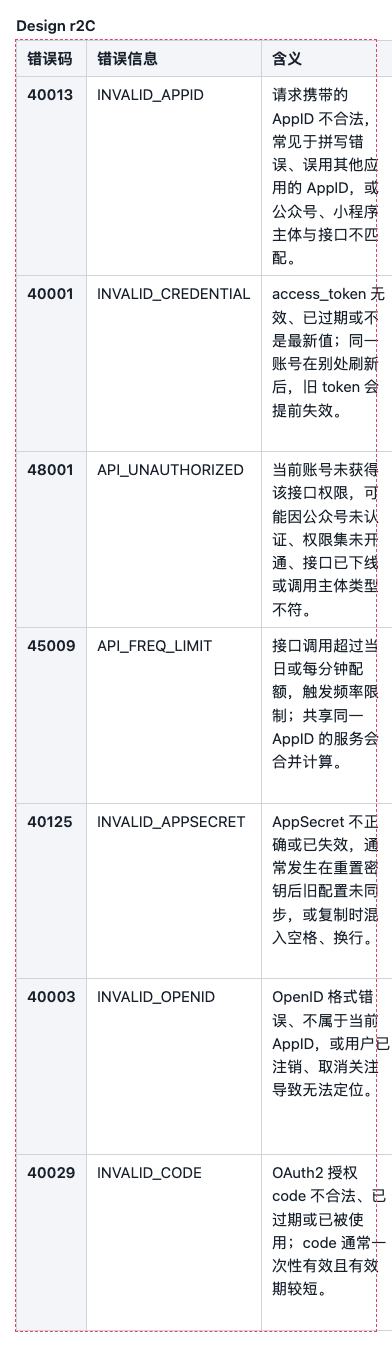 Design r2C
错误码 错误信息 含义
40013 INVALID_APPID 请求携带的
AppID 不合法，
常见于拼写错
误、误用其他应
用的 AppID，或
公众号、小程序
主体与接口不匹
配。
40001 INVALID_CREDENTIAL access_token 无
效、已过期或不
是最新值；同一
账号在别处刷新
后，旧 token 会
提前失效。
48001 API_UNAUTHORIZED 当前账号未获得
该接口权限，可
能因公众号未认
证、权限集未开
通、接口已下线
或调用主体类型
不符。
45009 API_FREQ_LIMIT 接口调用超过当
日或每分钟配
额，触发频率限
制；共享同一
AppID 的服务会
合并计算。
40125 INVALID_APPSECRET AppSecret 不正
确或已失效，通
常发生在重置密
钥后旧配置未同
步，或复制时混
入空格、换行。
40003 INVALID_OPENID OpenID 格式错
误、不属于当前
AppID，或用户已
注销、取消关注
导致无法定位。
40029 INVALID_CODE OAuth2 授权
code 不合法、已
过期或已被使
用；code 通常一
次性有效且有效
期较短。